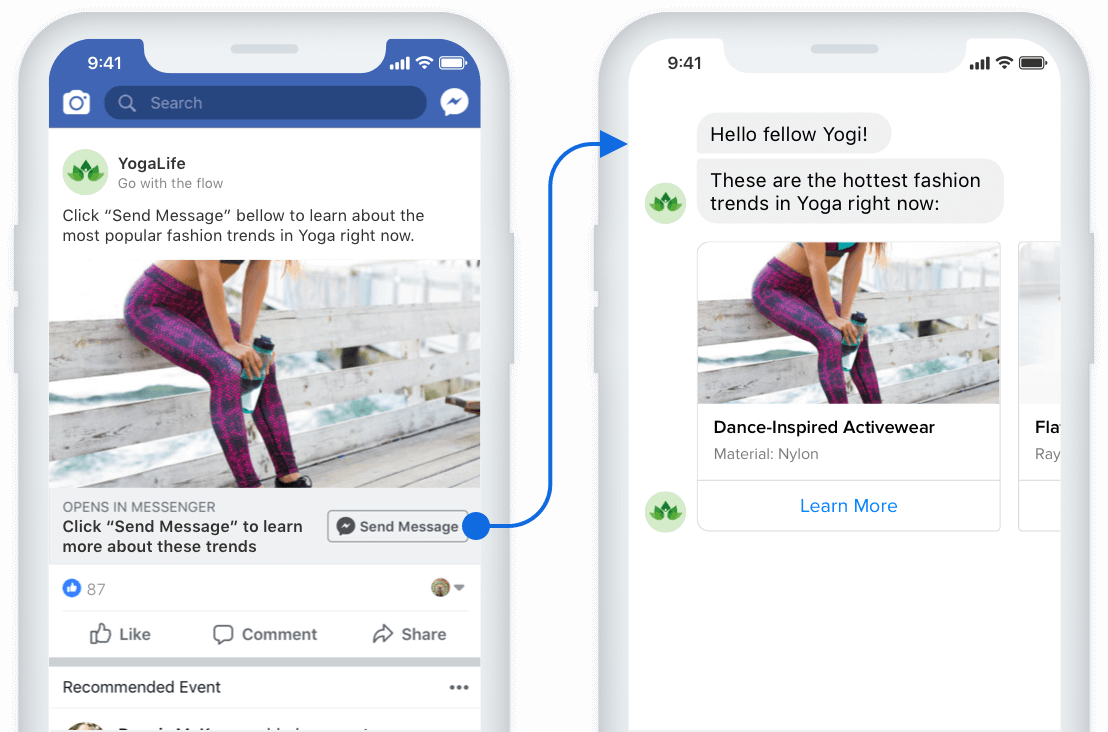 9:41
Search
YogaLife
Go with the flow
Click “Send Message” bellow to learn about the
most popular fashion trends in Yoga right now.
OPENS IN MESSENGER
Click “Send Message” to learn
more about these trends
Send Message
87
Like
Comment
Share
Recommended Event
9:41
Hello fellow Yogi!
These are the hottest fashion
trends in Yoga right now:
Dance-Inspired Activewear
Material: Nylon
Learn More
Fla
Ray